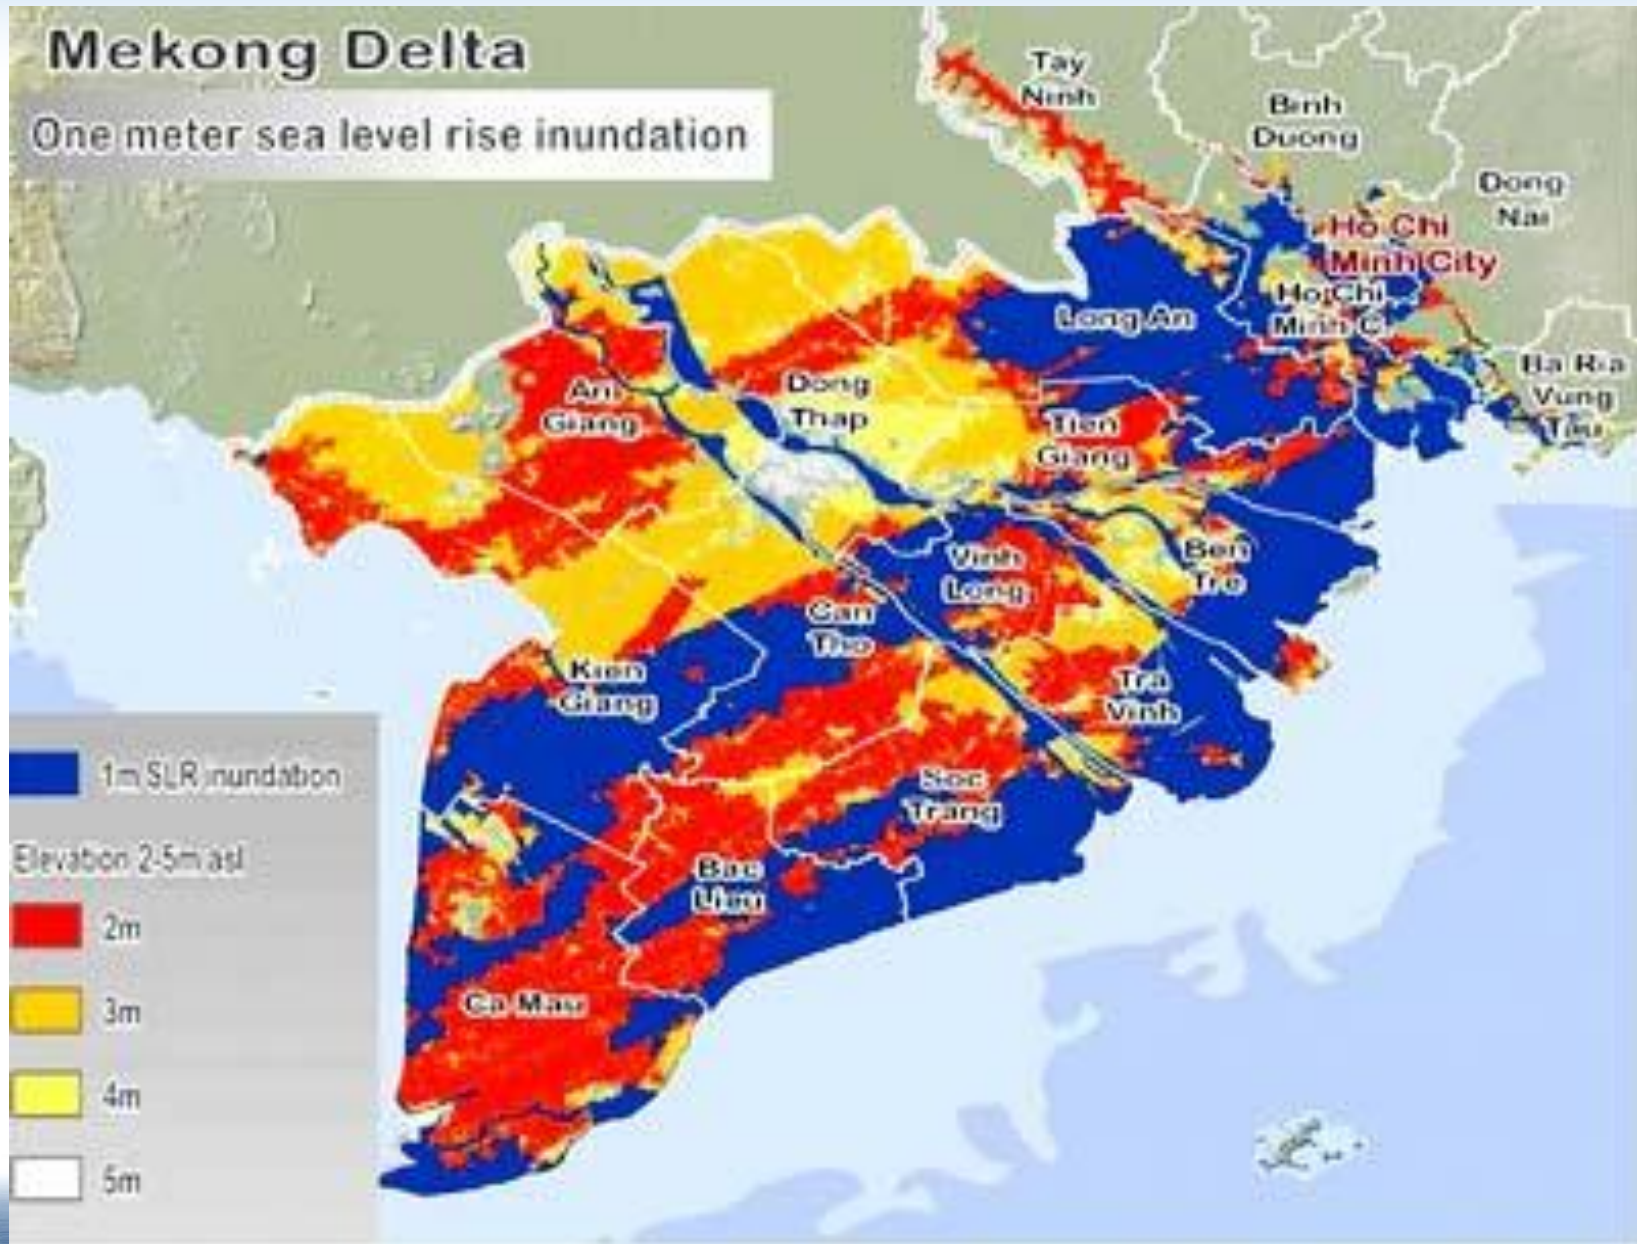 Mekong Delta
One meter sea level rise inundation
Tay
Ninh
Binh
Duong
Dong
Nai
Ho Chi
Minh City
Ho Chi
Minh C.
Long An
Ba Ria
Vung
Tau
An
Giang
Dong
Thap
Tien
Giang
Ben
Tre
Vinh
Long
Can
Tho
Kien
Giang
Tra
Vinh
Soc
Trang
Bac
Lieu
Ca Mau
1m SLR inundation
Elevation 2-5m asl
2m
3m
4m
5m